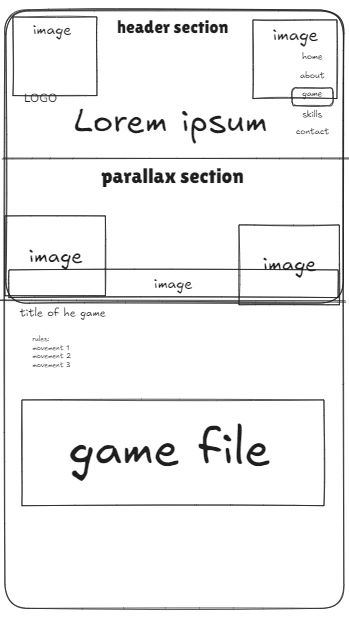 image
header section
image
home
about
game
skills
contact
LOGO
Lorem ipsum
parallax section
image
image
image
title of he game
rules:
movement 1
movement 2
movement 3
game file